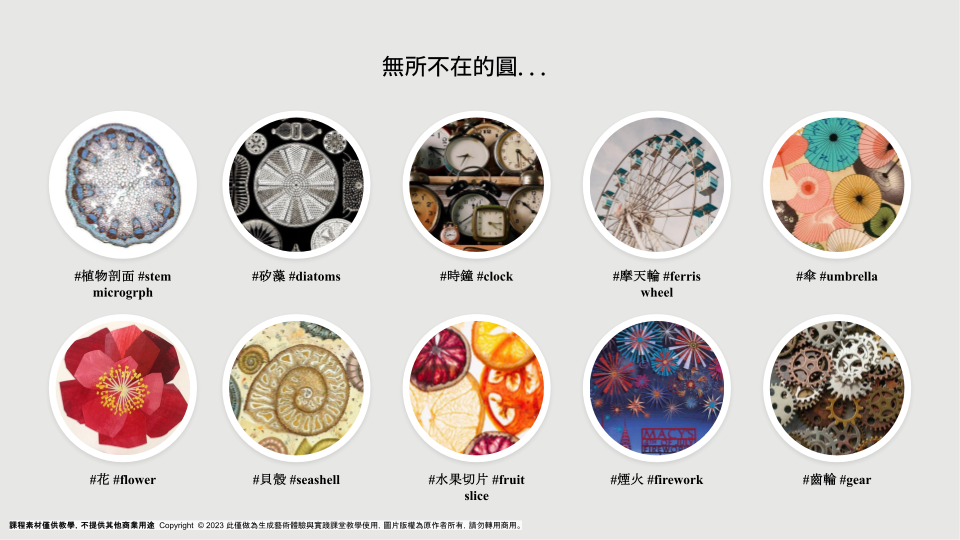 無所不在的圓...
#植物剖面 #stem
microgrph
#矽藻 #diatoms
#時鐘 #clock
#摩天輪 #ferris
wheel
#傘 #umbrella
MACY'S
4TH OF JULY
FIREWORKS
#花 #flower
#貝殼 #seashell
#水果切片 #fruit
slice
#煙火 #firework
#齒輪 #gear
課程素材僅供教學, 不提供其他商業用途 Copyright © 2023 此僅做為生成藝術體驗與實踐課堂教學使用, 圖片版權為原作者所有, 請勿轉用商用。